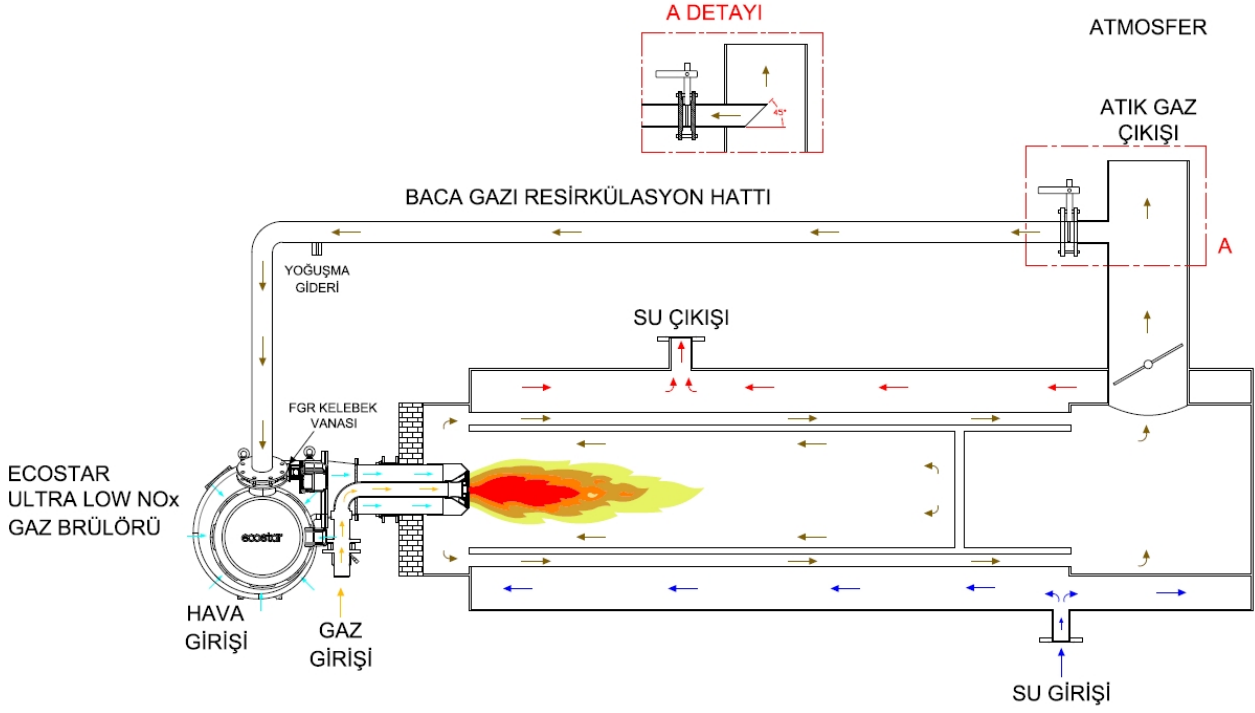 A DETAYI
ATMOSFER
45°
ATIK GAZ
ÇIKIŞI
BACA GAZI RESİRKÜLASYON HATTI
A
YOĞUŞMA
GİDERİ
SU ÇIKIŞI
FGR KELEBEK
VANASI
ECOSTAR
ULTRA LOW NOx
GAZ BRÜLÖRÜ
ecostar
HAVA
GİRİŞİ
GAZ
GİRİŞİ
SU GİRİŞİ